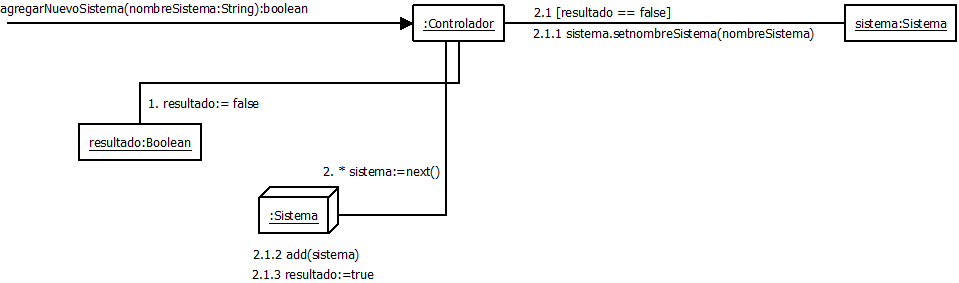 agregarNuevoSistema(nombreSistema:String):boolean
:Controlador
2.1 [resultado == false]
2.1.1 sistema.setnombreSistema(nombreSistema)
sistema:Sistema
1. resultado:= false
resultado:Boolean
2. * sistema:=next()
:Sistema
2.1.2 add(sistema)
2.1.3 resultado:=true